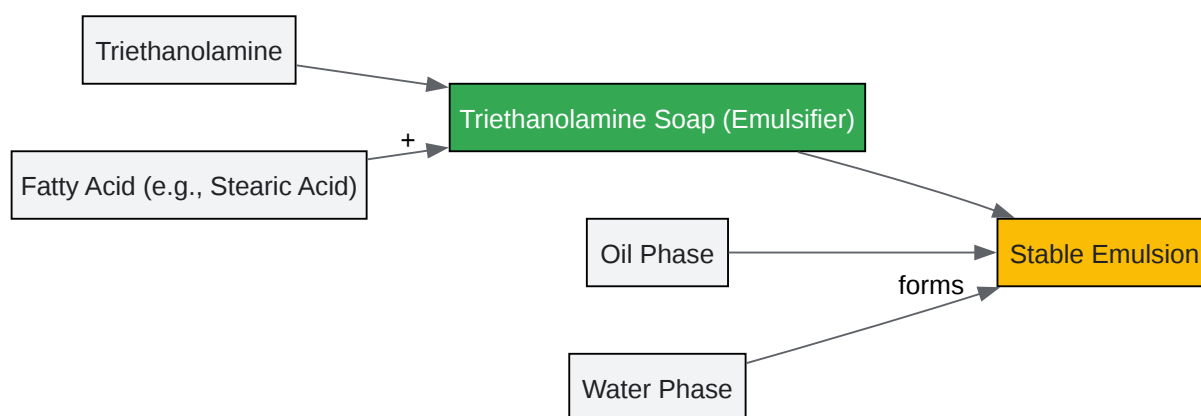 Triethanolamine
Triethanolamine Soap (Emulsifier)
+
Fatty Acid (e.g., Stearic Acid)
Oil Phase
Stable Emulsion
forms
Water Phase